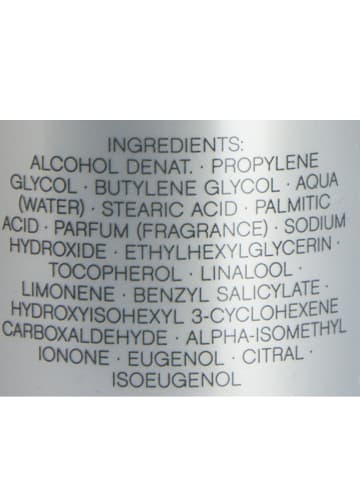 INGREDIENTS:
ALCOHOL DENAT. · PROPYLENE
GLYCOL · BUTYLENE GLYCOL · AQUA
(WATER) · STEARIC ACID · PALMITIC
ACID · PARFUM (FRAGRANCE) · SODIUM
HYDROXIDE · ETHYLHEXYLGLYCERIN ·
TOCOPHEROL · LINALOOL ·
LIMONENE · BENZYL SALICYLATE ·
HYDROXYISOHEXYL 3-CYCLOHEXENE
CARBOXALDEHYDE · ALPHA-ISOMETHYL
IONONE · EUGENOL · CITRAL ·
ISOEUGENOL